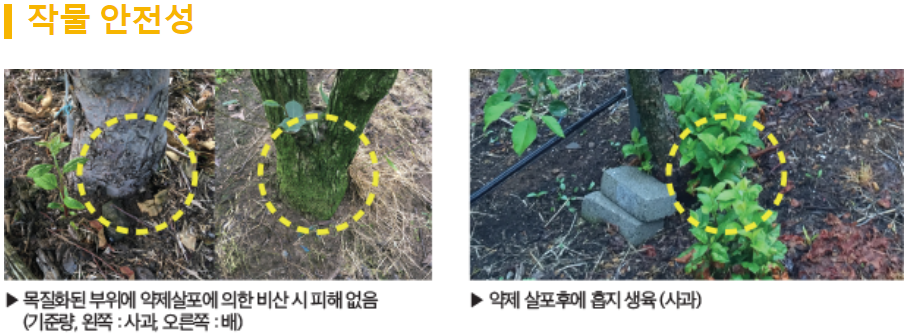 작물 안전성
▶ 목질화된 부위에 약제살포에 의한 비산 시 피해 없음
(기준량, 왼쪽 : 사과, 오른쪽 : 배)
▶ 약제 살포후에 흡지 생육 (사과)